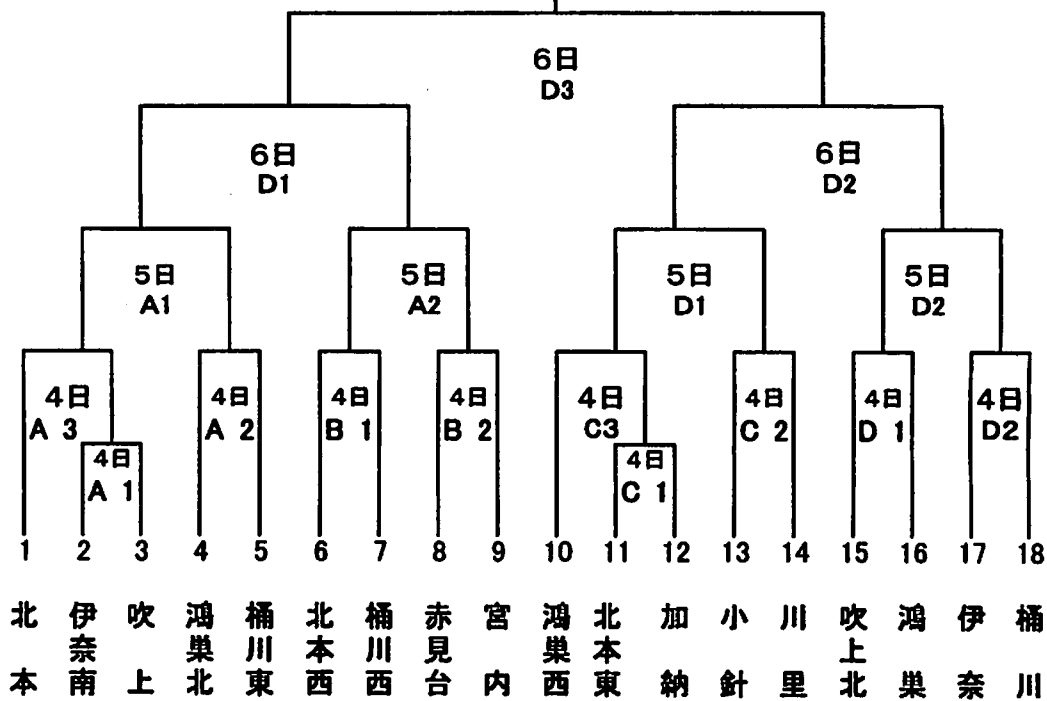 6日
D3
6日
D1
6日
D2
5日
A1
5日
A2
5日
D1
5日
D2
4日
A 3
4日
A 2
4日
B 1
4日
B 2
4日
C3
4日
C 2
4日
D 1
4日
D2
4日
A 1
4日
C 1
1 2 3 4 5 6 7 8 9 10 11 12 13 14 15 16 17 18
北本
伊奈南
吹上
鴻巣北
桶川東
北本西
桶川西
赤見台
宮内
鴻巣西
北本東
加納
小針
川里
吹上北
鴻巣
伊奈
桶川